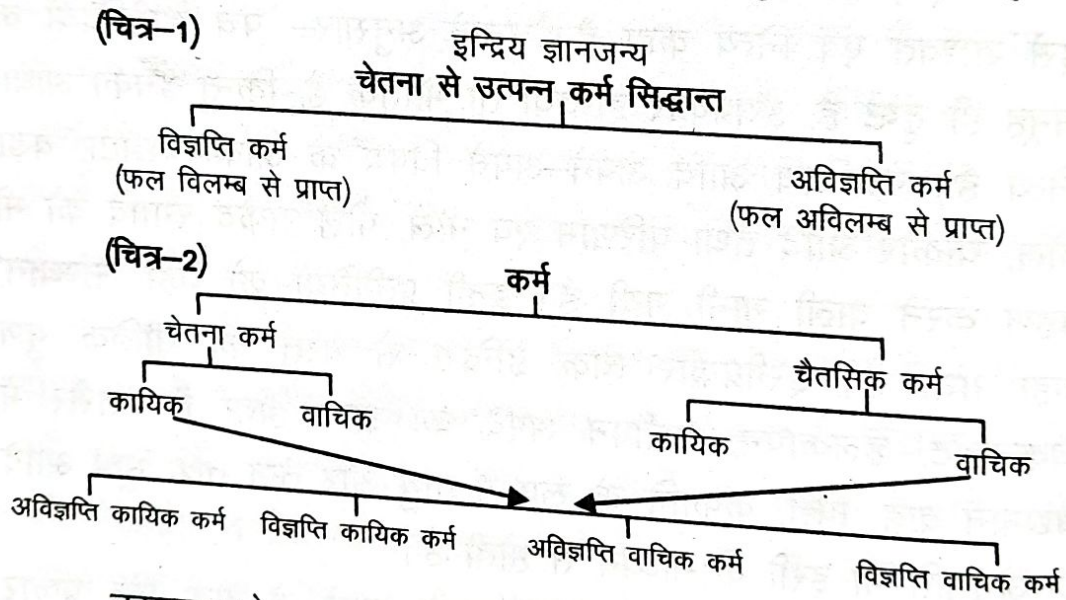 (चित्र–1)
इन्द्रिय ज्ञानजन्य
चेतना से उत्पन्न कर्म सिद्धान्त
विज्ञप्ति कर्म
(फल विलम्ब से प्राप्त)
अविज्ञप्ति कर्म
(फल अविलम्ब से प्राप्त)
(चित्र–2)
कर्म
चेतना कर्म
चैतसिक कर्म
कायिक
वाचिक
कायिक
वाचिक
अविज्ञप्ति कायिक कर्म
विज्ञप्ति कायिक कर्म
अविज्ञप्ति वाचिक कर्म
विज्ञप्ति वाचिक कर्म